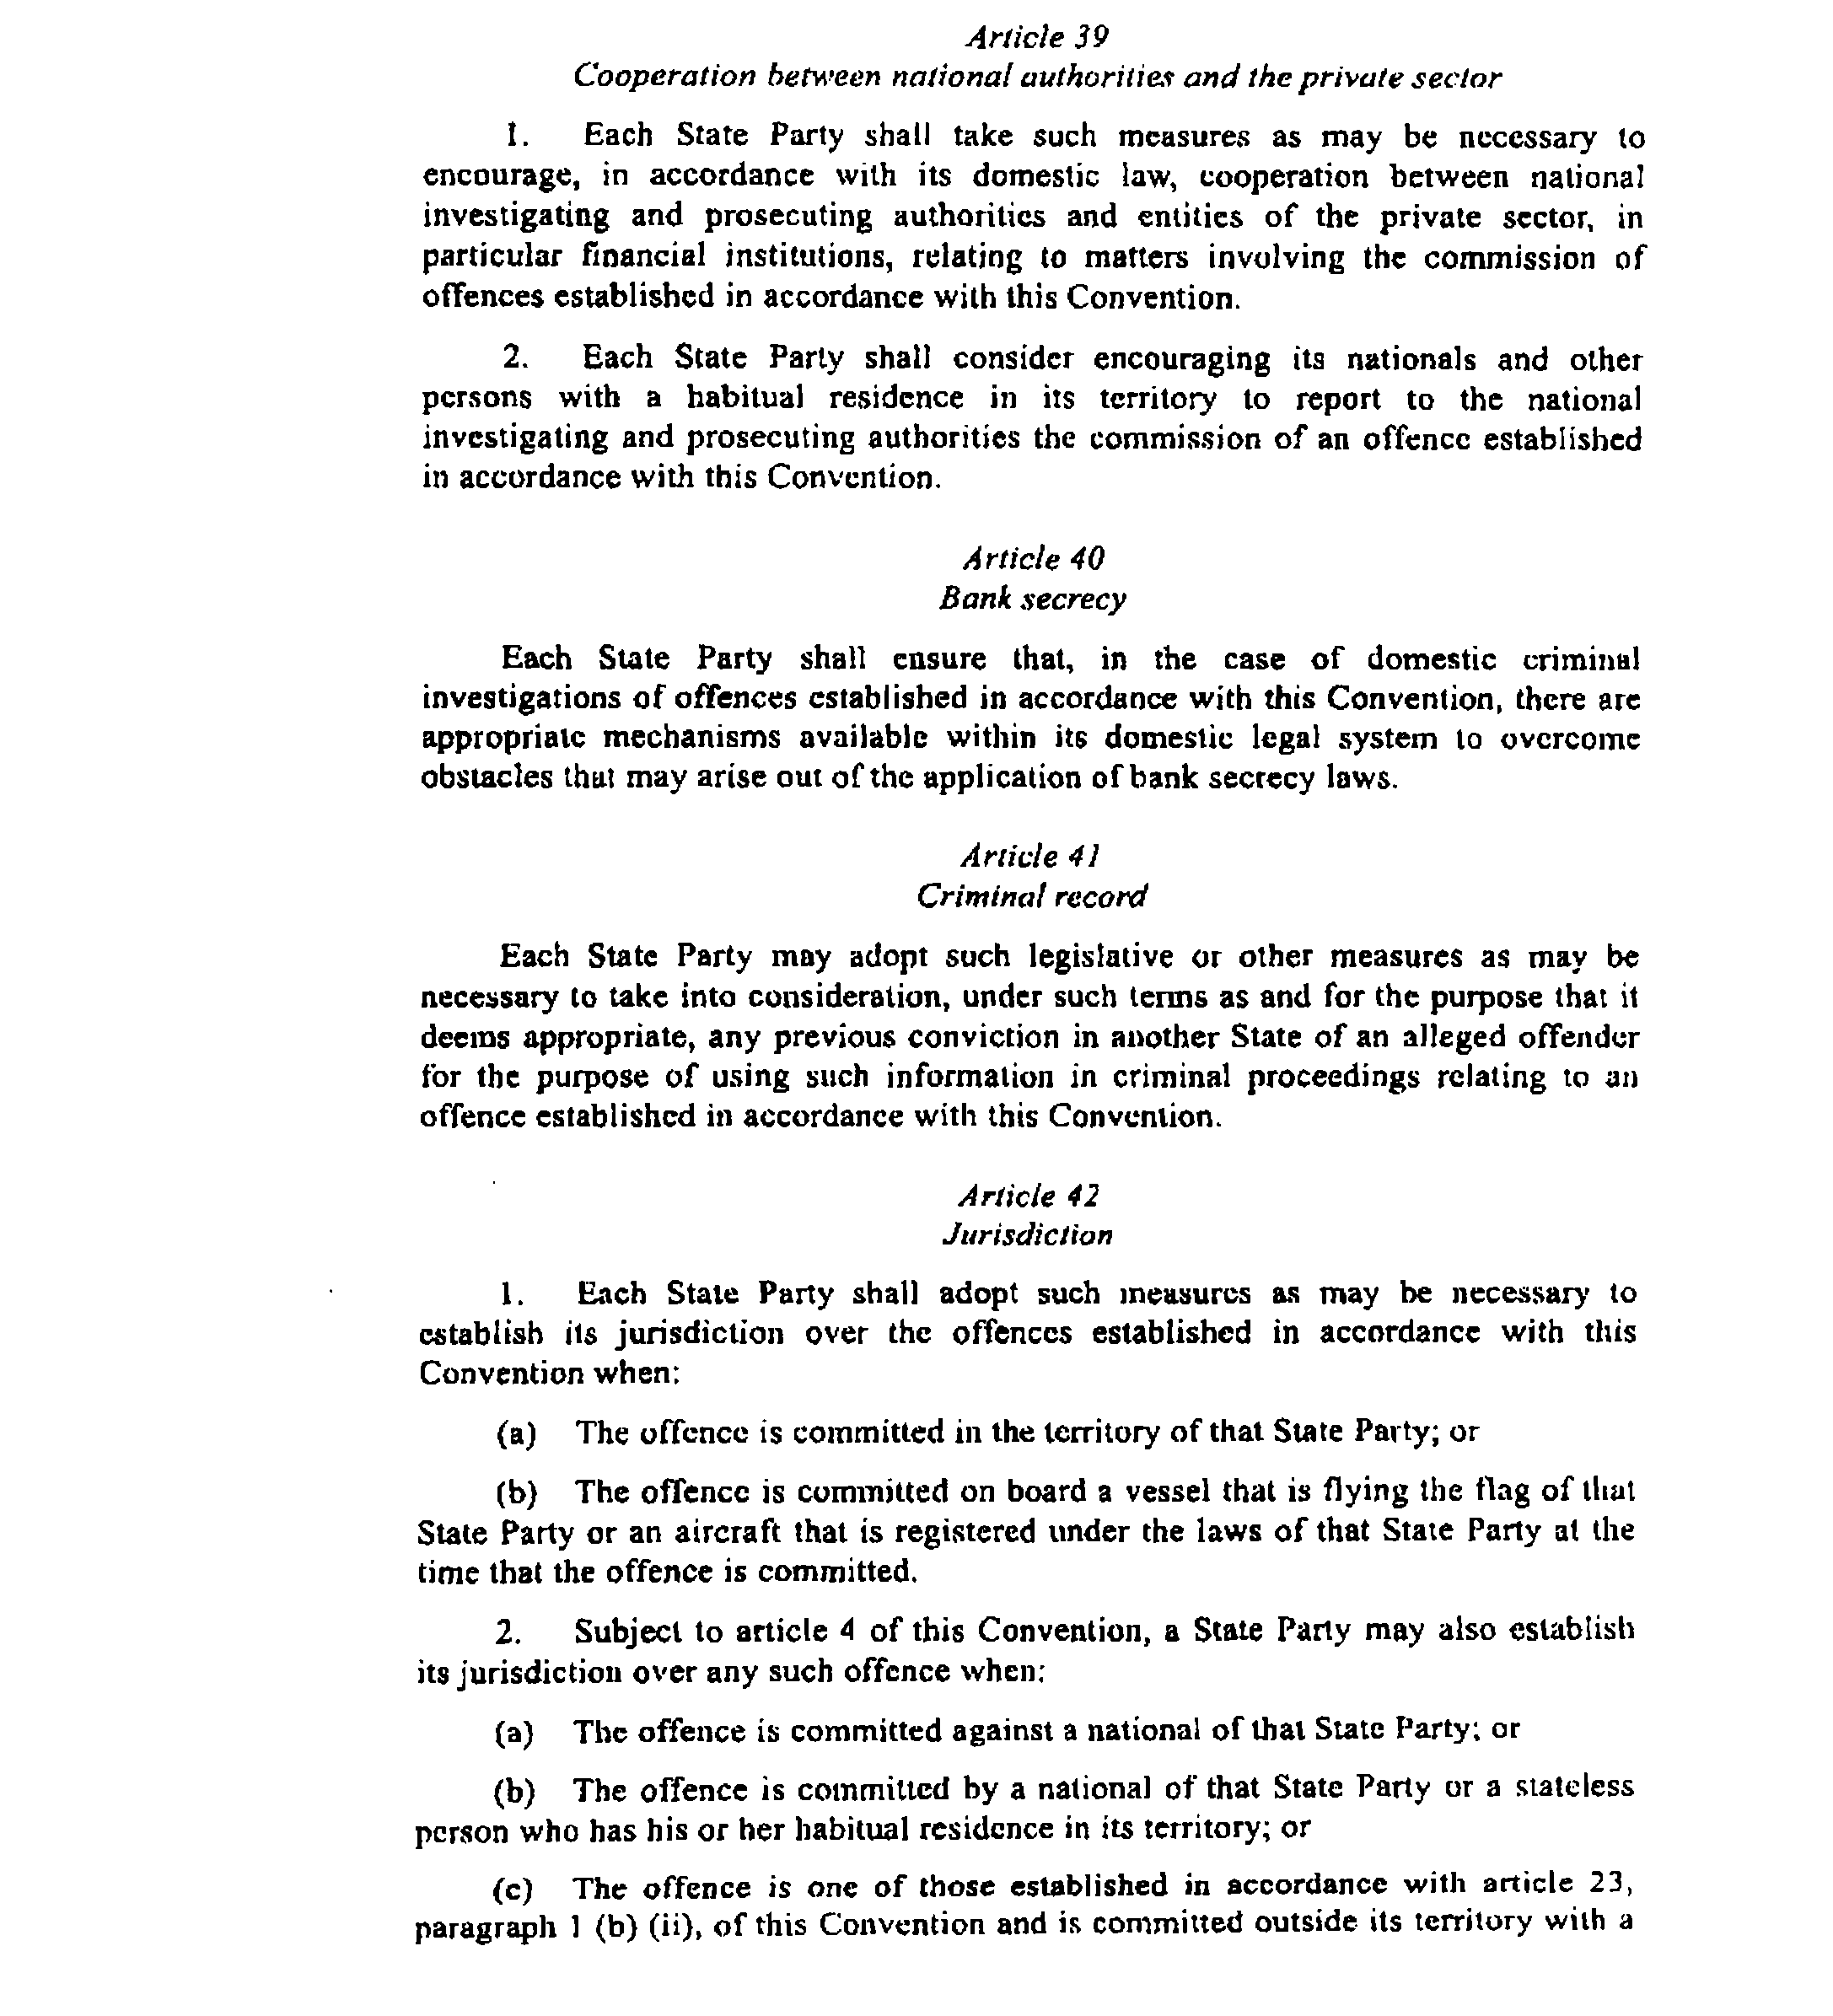 Article 39
Cooperation between national authorities and the private sector
1. Each State Party shall take such measures as may be necessary to
encourage, in accordance with its domestic law, cooperation between national
investigating and prosecuting authorities and entities of the private sector, in
particular financial institutions, relating to matters involving the commission of
offences established in accordance with this Convention.
2. Each State Party shall consider encouraging its nationals and other
persons with a habitual residence in its territory to report to the national
investigating and prosecuting authorities the commission of an offence established
in accordance with this Convention.
Article 40
Bank secrecy
Each State Party shall ensure that, in the case of domestic criminal
investigations of offences established in accordance with this Convention, there are
appropriate mechanisms available within its domestic legal system to overcome
obstacles that may arise out of the application of bank secrecy laws.
Article 41
Criminal record
Each State Party may adopt such legislative or other measures as may be
necessary to take into consideration, under such terms as and for the purpose that it
deems appropriate, any previous conviction in another State of an alleged offender
for the purpose of using such information in criminal proceedings relating to an
offence established in accordance with this Convention.
Article 42
Jurisdiction
1. Each State Party shall adopt such measures as may be necessary to
establish its jurisdiction over the offences established in accordance with this
Convention when:
(a) The offence is committed in the territory of that State Party; or
(b) The offence is committed on board a vessel that is flying the flag of that
State Party or an aircraft that is registered under the laws of that State Party at the
time that the offence is committed.
2. Subject to article 4 of this Convention, a State Party may also establish
its jurisdiction over any such offence when:
(a) The offence is committed against a national of that State Party; or
(b) The offence is committed by a national of that State Party or a stateless
person who has his or her habitual residence in its territory; or
(c) The offence is one of those established in accordance with article 23,
paragraph 1 (b) (ii), of this Convention and is committed outside its territory with a